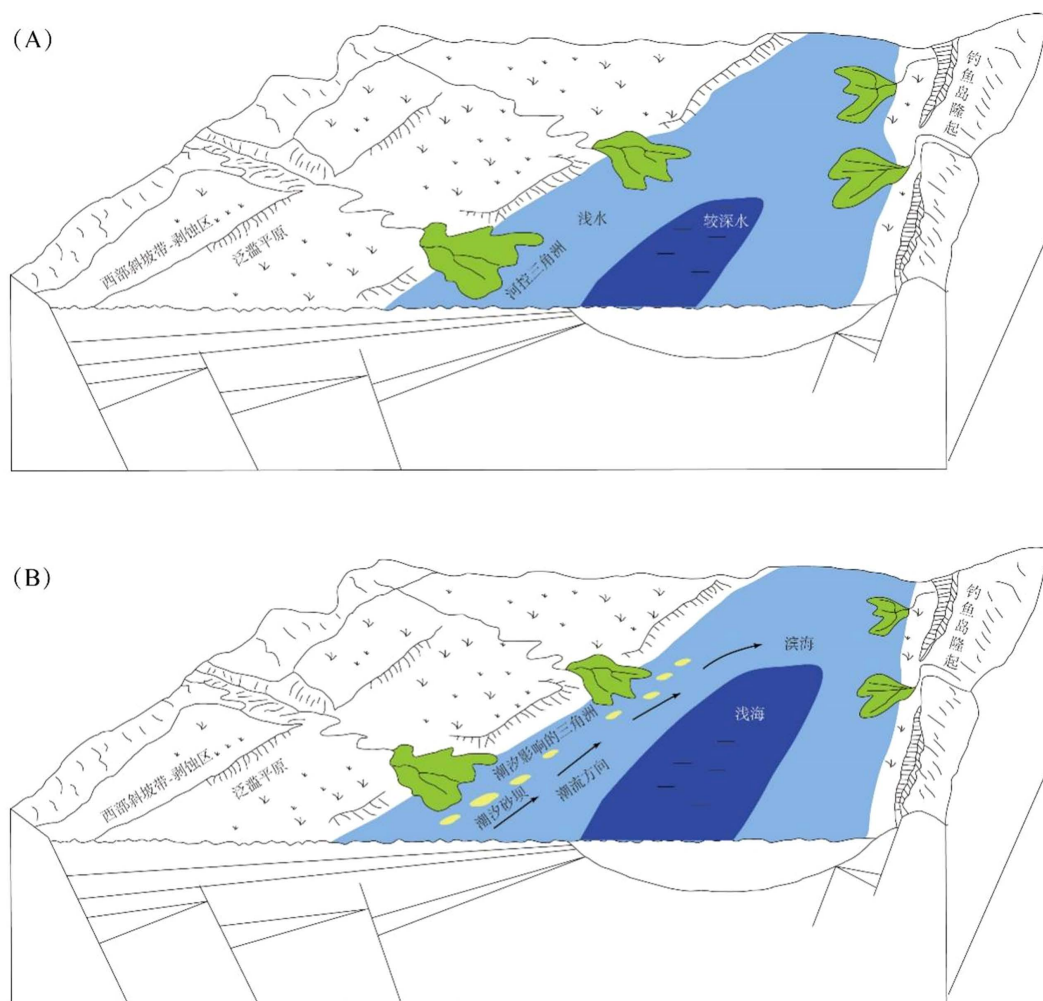 (A)
钓鱼岛隆起
浅水
较深水
西部斜坡带-剥蚀区
泛滥平原
河控三角洲
(B)
钓鱼岛隆起
滨海
浅海
潮汐影响的三角洲
潮流方向
潮汐砂坝
西部斜坡带-剥蚀区
泛滥平原